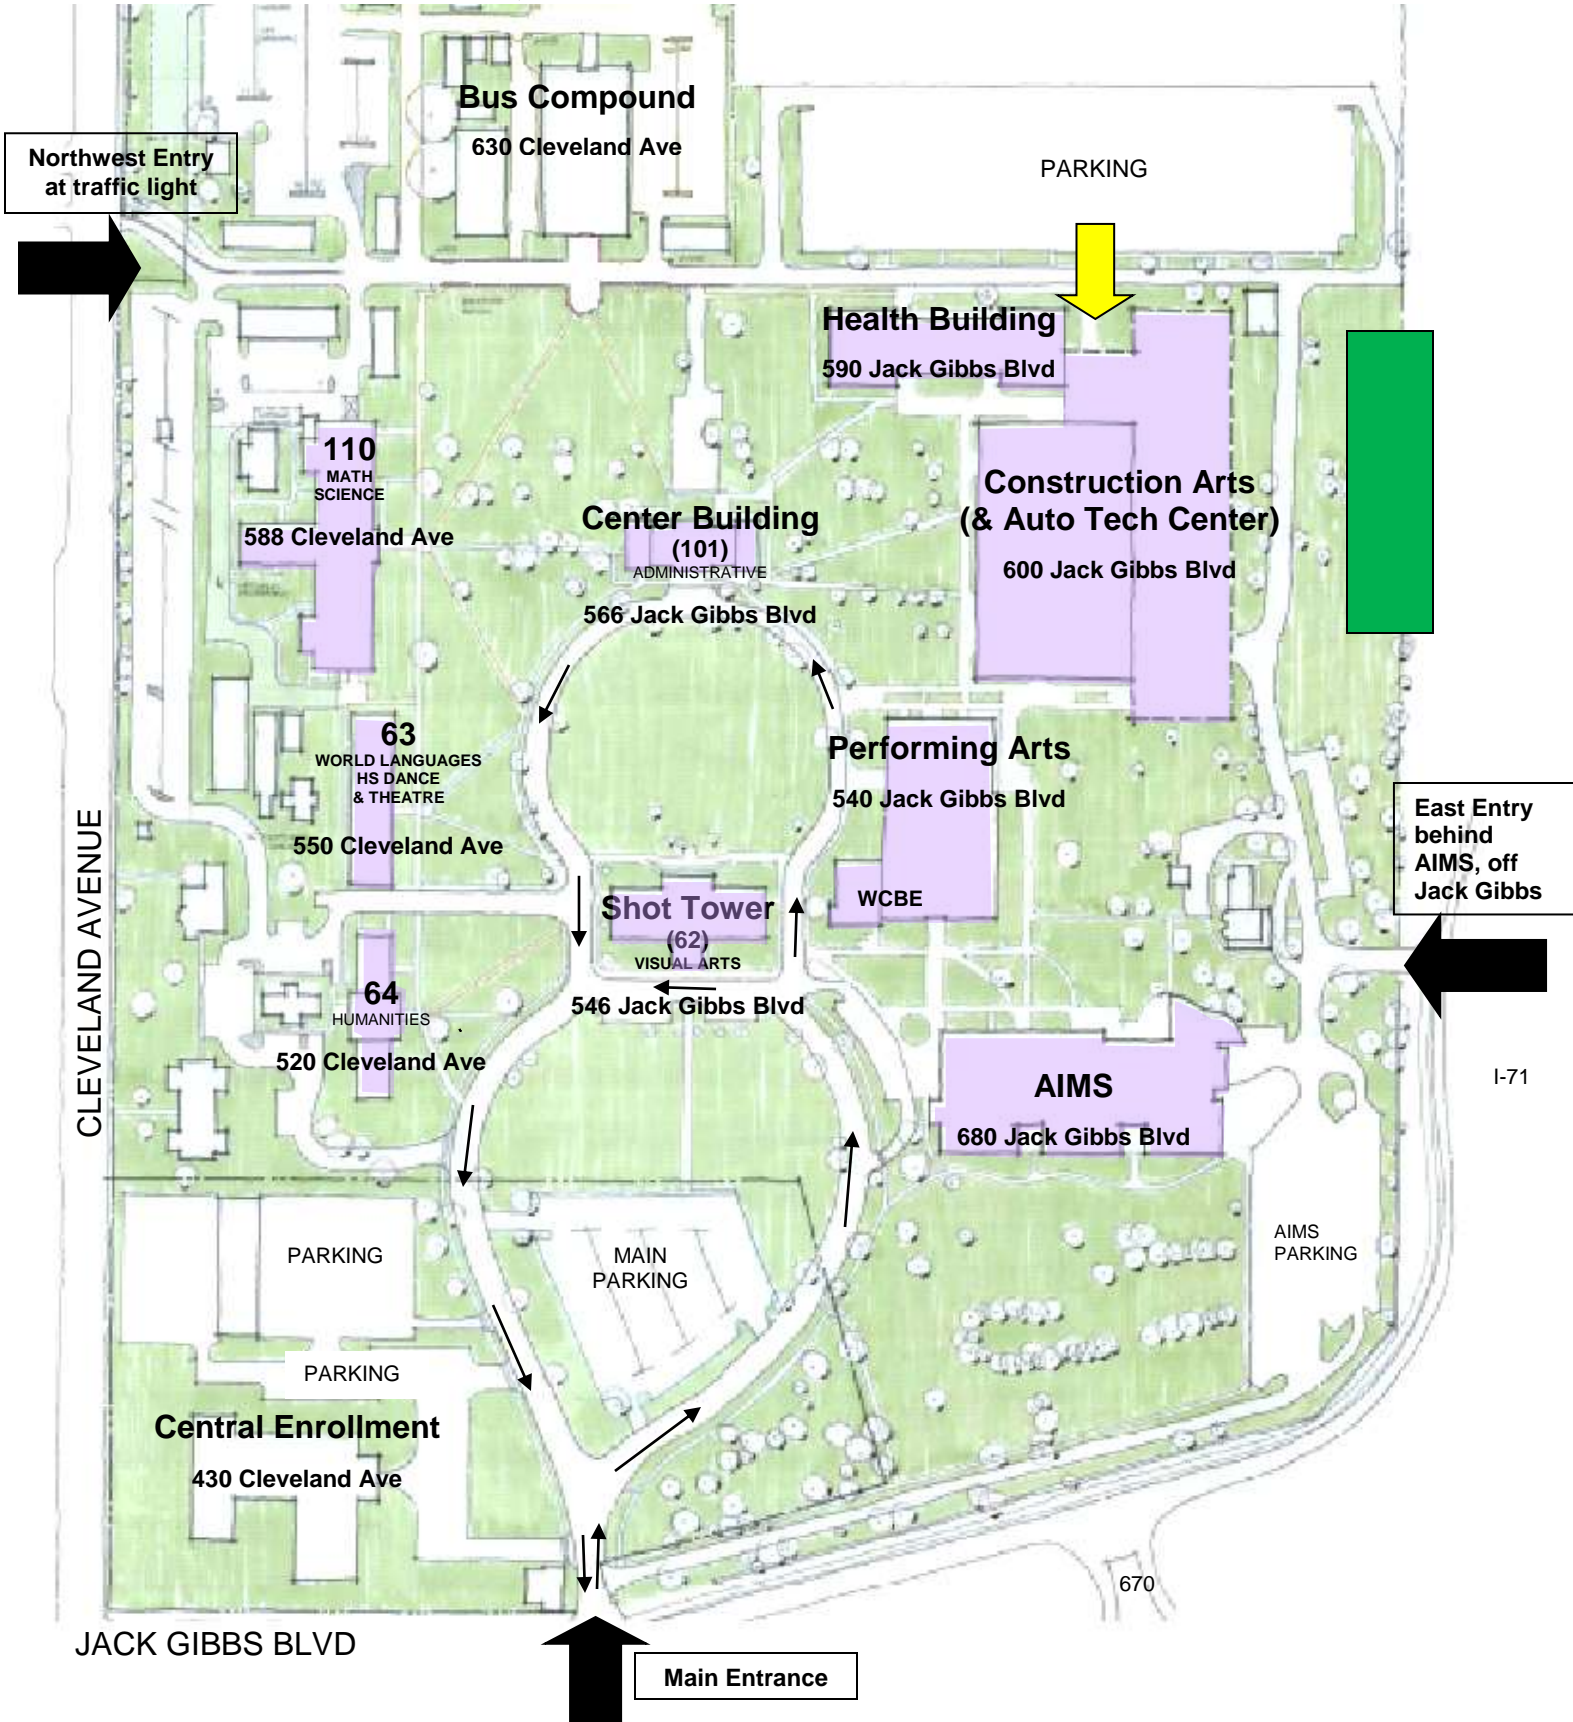 Bus Compound
630 Cleveland Ave
Northwest Entry
at traffic light
PARKING
Health Building
590 Jack Gibbs Blvd
110
MATH
SCIENCE
588 Cleveland Ave
Center Building
(101)
ADMINISTRATIVE
566 Jack Gibbs Blvd
Construction Arts
(& Auto Tech Center)
600 Jack Gibbs Blvd
63
WORLD LANGUAGES
HS DANCE
& THEATRE
550 Cleveland Ave
Performing Arts
540 Jack Gibbs Blvd
WCBE
East Entry
behind
AIMS, off
Jack Gibbs
CLEVELAND AVENUE
Shot Tower
(62)
VISUAL ARTS
546 Jack Gibbs Blvd
64
HUMANITIES
520 Cleveland Ave
AIMS
680 Jack Gibbs Blvd
I-71
PARKING
MAIN
PARKING
AIMS
PARKING
PARKING
Central Enrollment
430 Cleveland Ave
670
JACK GIBBS BLVD
Main Entrance